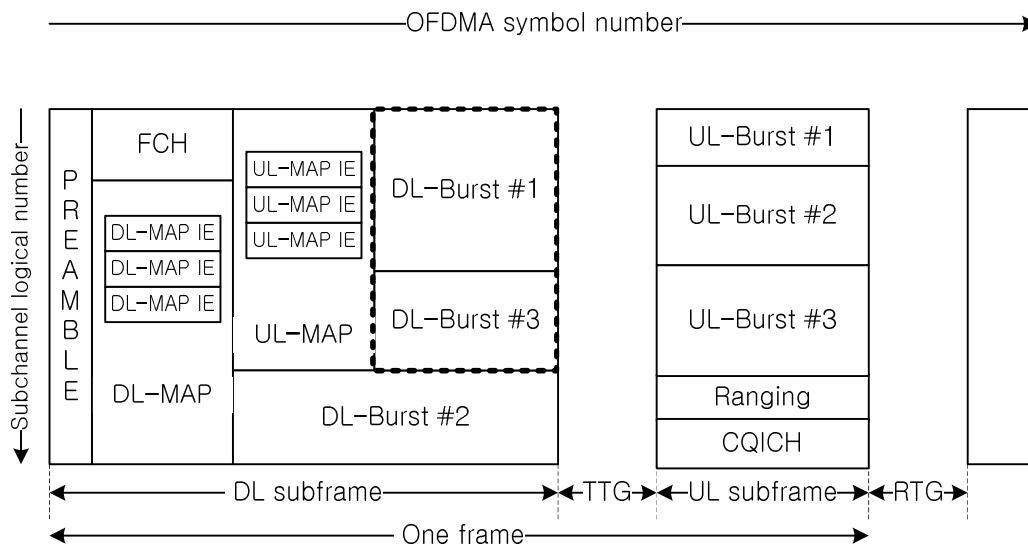 OFDMA symbol number
Subchannel logical number
PREAMBLE
FCH
DL-MAP IE
DL-MAP IE
DL-MAP IE
DL-MAP
UL-MAP IE
UL-MAP IE
UL-MAP IE
UL-MAP
DL-Burst #1
DL-Burst #3
DL-Burst #2
UL-Burst #1
UL-Burst #2
UL-Burst #3
Ranging
CQICH
DL subframe
TTG
UL subframe
RTG
One frame